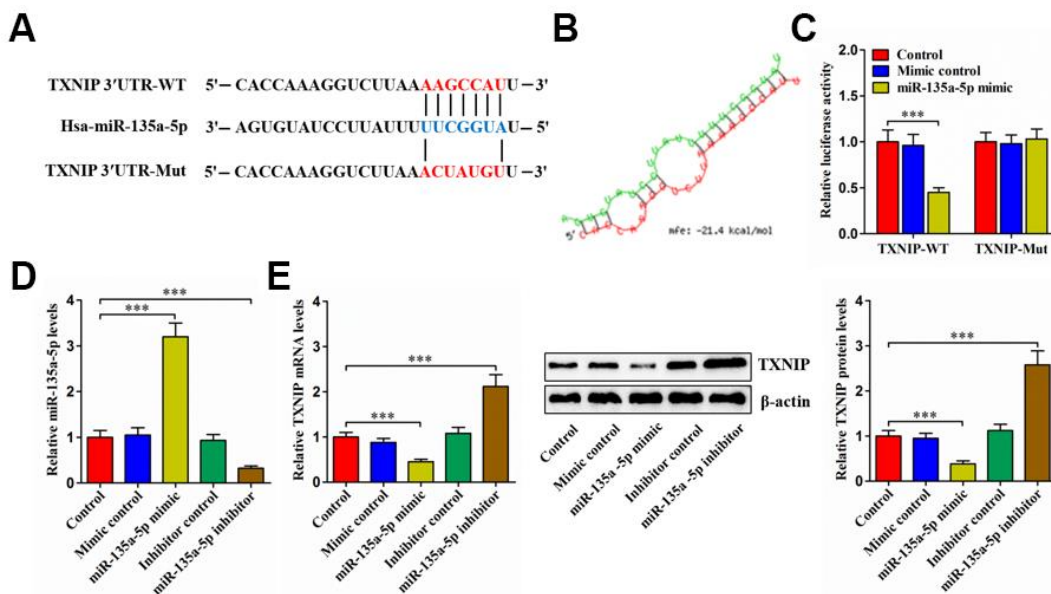 A
TXNIP 3′UTR-WT 5′— CACCAAAGGUCUUAAAAGCCAUU —3′
Hsa-miR-135a-5p 3′— AGUGUAUCCUUAUUUUUCGGUAU — 5′
TXNIP 3′UTR-Mut 5′— CACCAAAGGUCUUAAACUAUGUU —3′
B
5′
mfe: -21.4 kcal/mol
C
Relative luciferase activity
2.0
1.5
1.0
0.5
0.0
Control
Mimic control
miR-135a-5p mimic
***
TXNIP-WT
TXNIP-Mut
D
Relative miR-135a-5p levels
4
3
2
1
0
***
***
Control
Mimic control
miR-135a-5p mimic
Inhibitor control
miR-135a-5p inhibitor
E
Relative TXNIP mRNA levels
4
3
2
1
0
***
***
Control
Mimic control
miR-135a-5p mimic
Inhibitor control
miR-135a-5p inhibitor
TXNIP
β-actin
Control
Mimic control
miR-135a -5p mimic
Inhibitor control
miR-135a -5p inhibitor
Relative TXNIP protein levels
4
3
2
1
0
***
***
Control
Mimic control
miR-135a-5p mimic
Inhibitor control
miR-135a-5p inhibitor